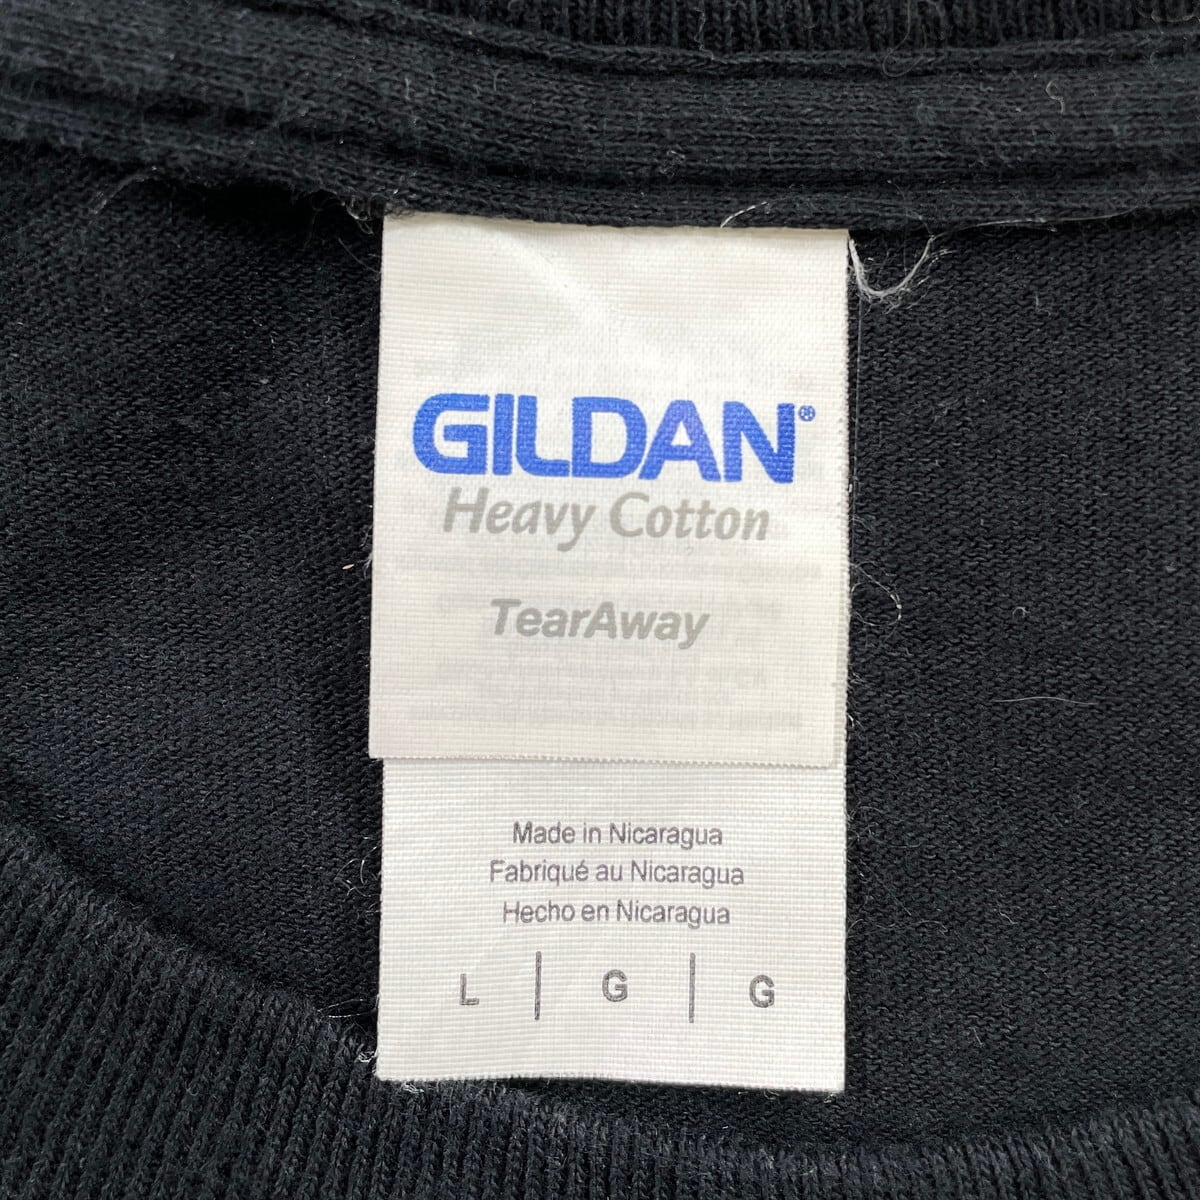 GILDAN®
Heavy Cotton
TearAway
Made in Nicaragua
Fabriqué au Nicaragua
Hecho en Nicaragua
L | G | G